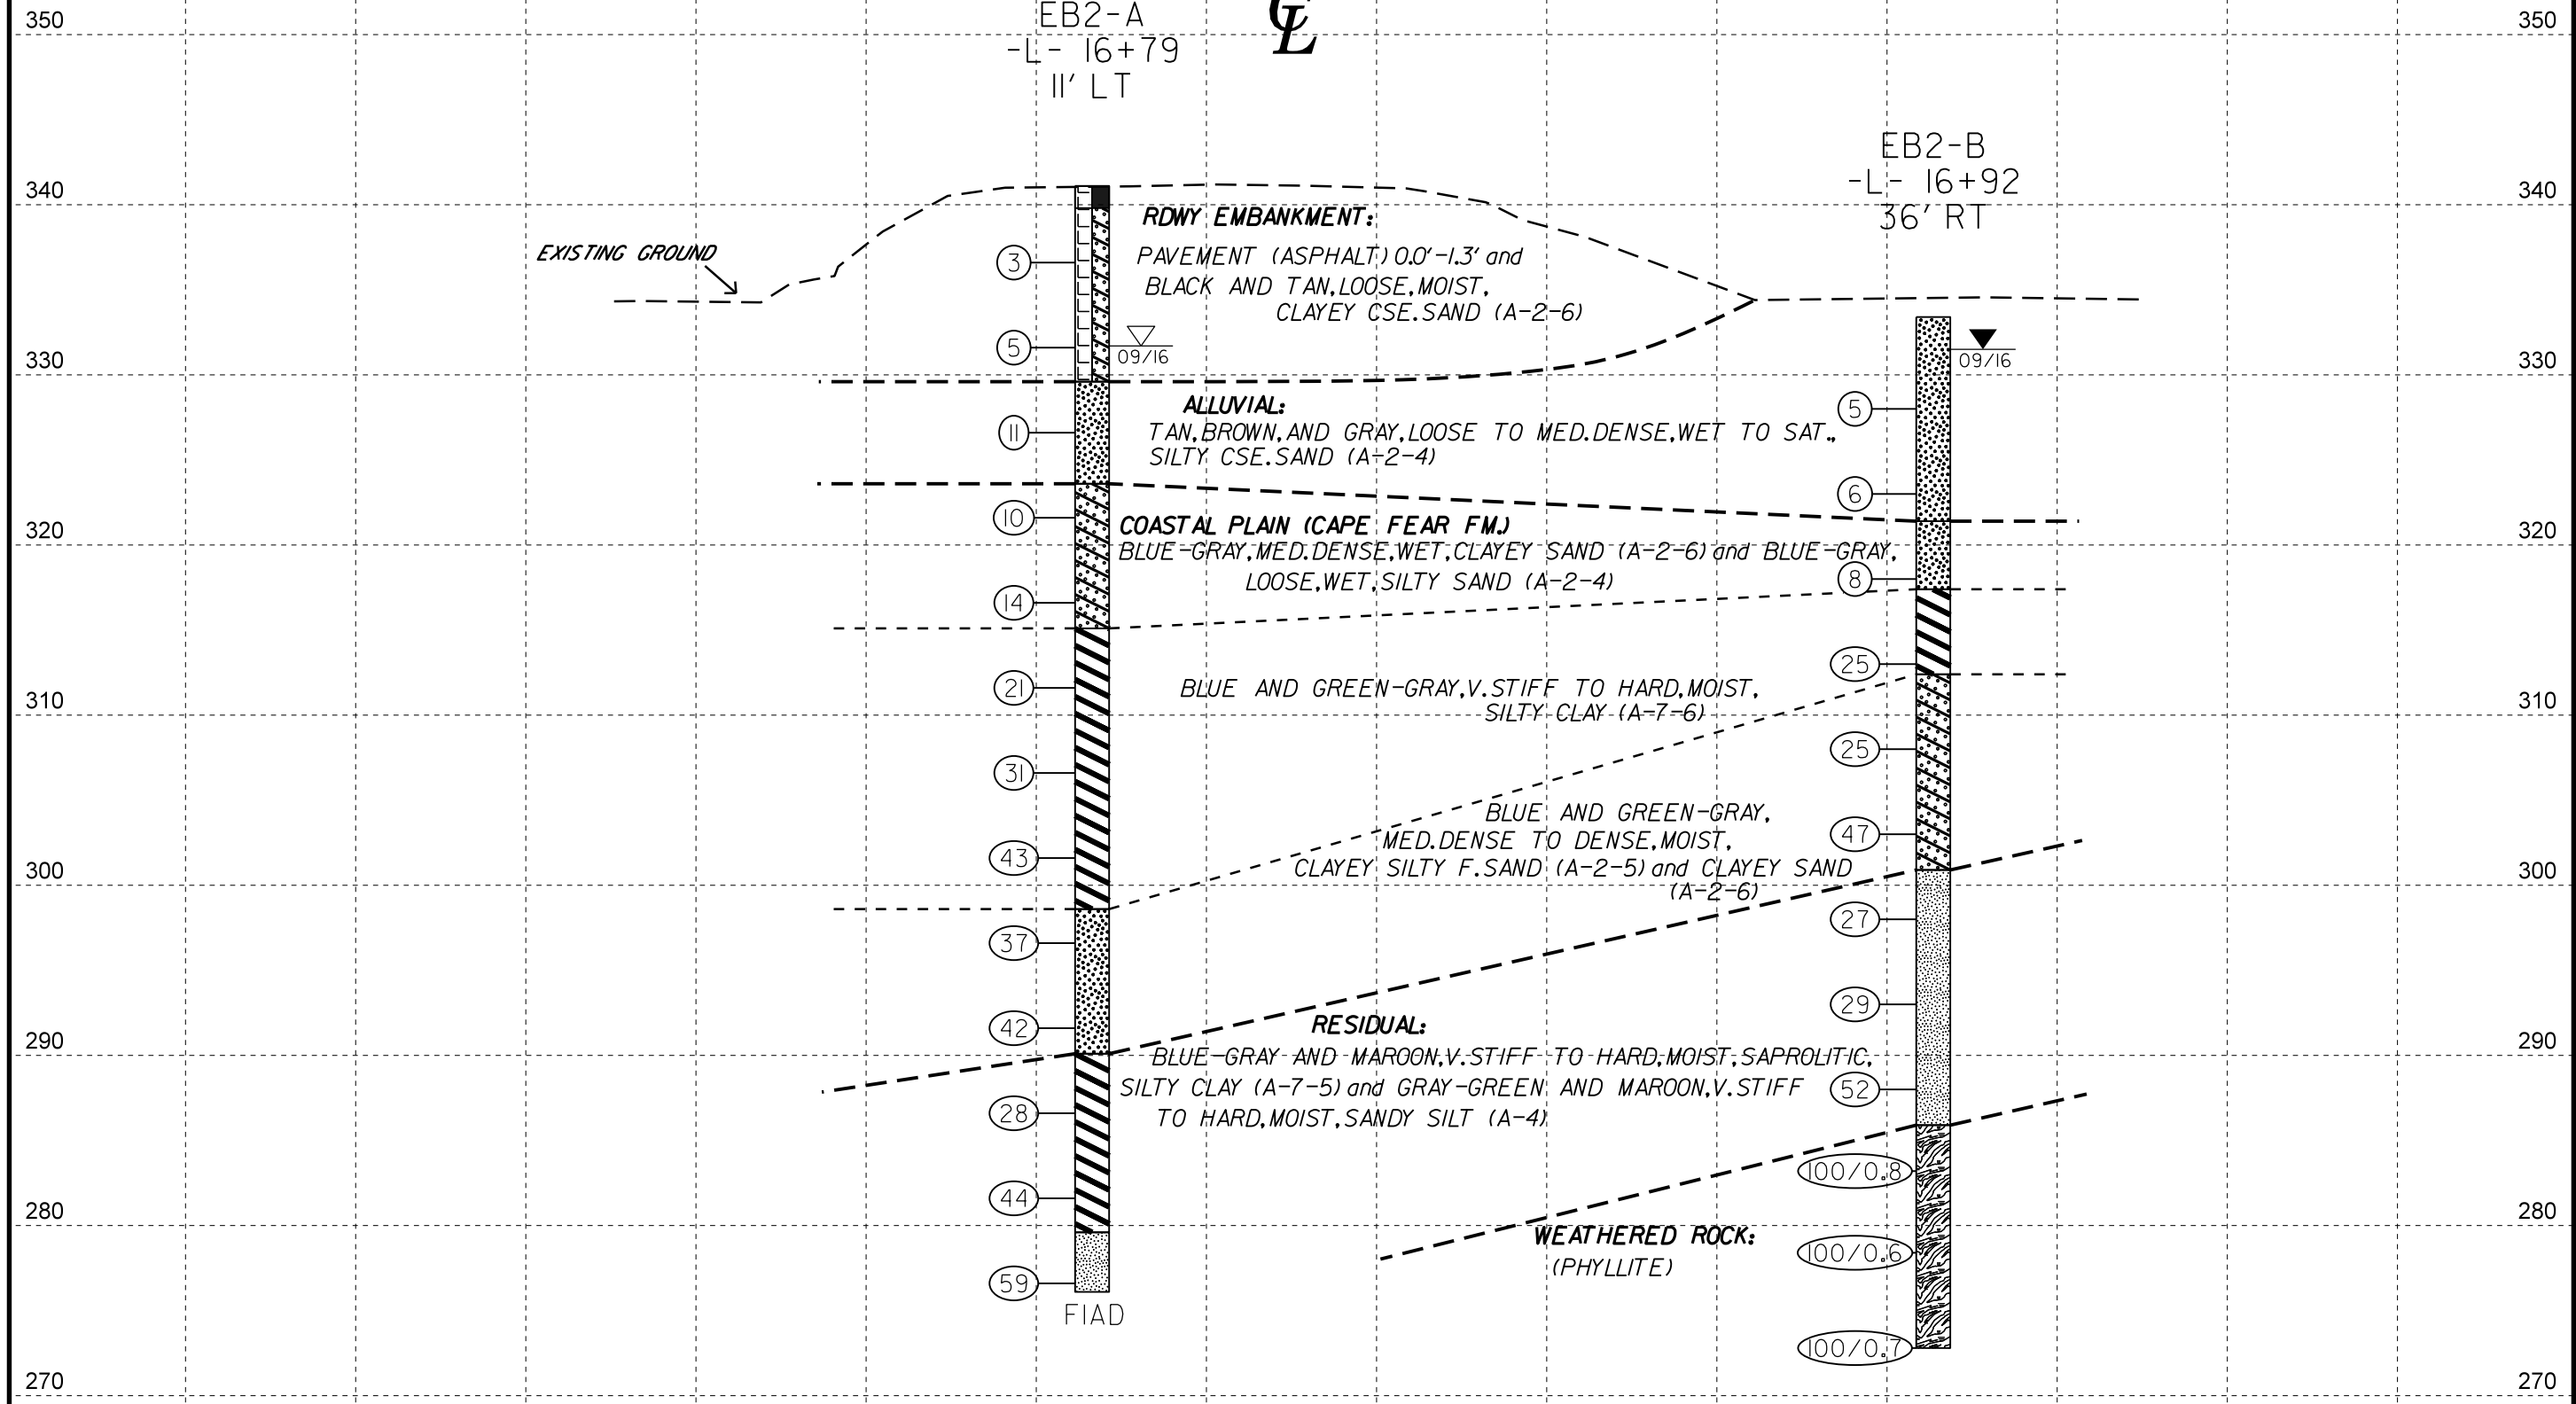 350
EB2-A
-L- 16+79
11' LT
℄
350
EB2-B
-L- 16+92
36' RT
340
340
RDWY EMBANKMENT:
EXISTING GROUND
PAVEMENT (ASPHALT) 0.0'-1.3' and
BLACK AND TAN, LOOSE, MOIST,
CLAYEY CSE. SAND (A-2-6)
3
5
09/16
09/16
330
330
ALLUVIAL:
TAN, BROWN, AND GRAY, LOOSE TO MED. DENSE, WET TO SAT.,
SILTY CSE. SAND (A-2-4)
11
5
6
10
COASTAL PLAIN (CAPE FEAR FM.)
320
320
BLUE-GRAY, MED. DENSE, WET, CLAYEY SAND (A-2-6) and BLUE-GRAY,
LOOSE, WET, SILTY SAND (A-2-4)
8
14
25
21
BLUE AND GREEN-GRAY, V. STIFF TO HARD, MOIST,
SILTY CLAY (A-7-6)
310
310
25
31
BLUE AND GREEN-GRAY,
MED. DENSE TO DENSE, MOIST,
CLAYEY SILTY F. SAND (A-2-5) and CLAYEY SAND
(A-2-6)
47
43
300
300
27
37
29
42
RESIDUAL:
290
290
BLUE-GRAY AND MAROON, V. STIFF TO HARD, MOIST, SAPROLITIC,
SILTY CLAY (A-7-5) and GRAY-GREEN AND MAROON, V. STIFF
TO HARD, MOIST, SANDY SILT (A-4)
52
28
100/0.8
44
280
280
WEATHERED ROCK:
(PHYLLITE)
100/0.6
59
FIAD
100/0.7
270
270